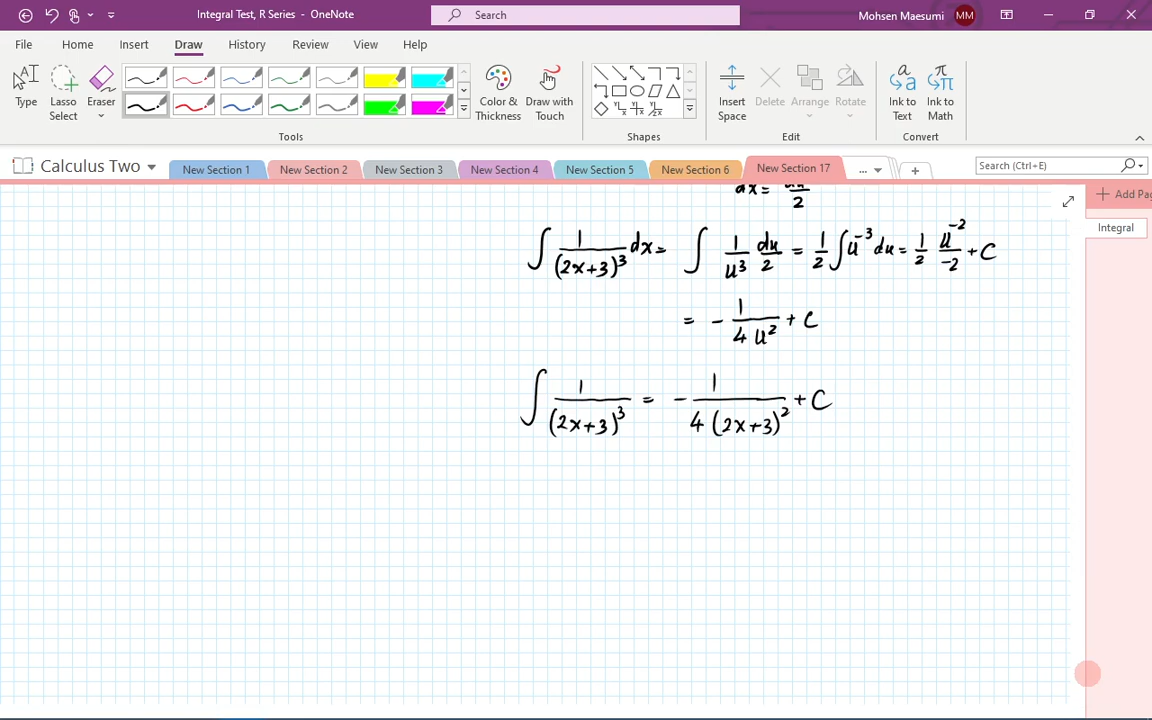 Integral Test, R Series - OneNote
Search
Mohsen Maesumi MM
File Home Insert Draw History Review View Help
Type
Lasso Select
Eraser
Color & Thickness
Draw with Touch
Insert Space
Delete
Arrange
Rotate
Ink to Text
Ink to Math
Tools Shapes Edit Convert
Calculus Two New Section 1 New Section 2 New Section 3 New Section 4 New Section 5 New Section 6 New Section 17 ... + Search (Ctrl+E)
+ Add Pag
Integral
dx = du/2
∫ 1/(2x+3)³ dx = ∫ 1/u³ du/2 = 1/2 ∫ u⁻³ du = 1/2 u⁻²/-2 + C
= - 1/4u² + C
∫ 1/(2x+3)³ = - 1/4(2x+3)² + C